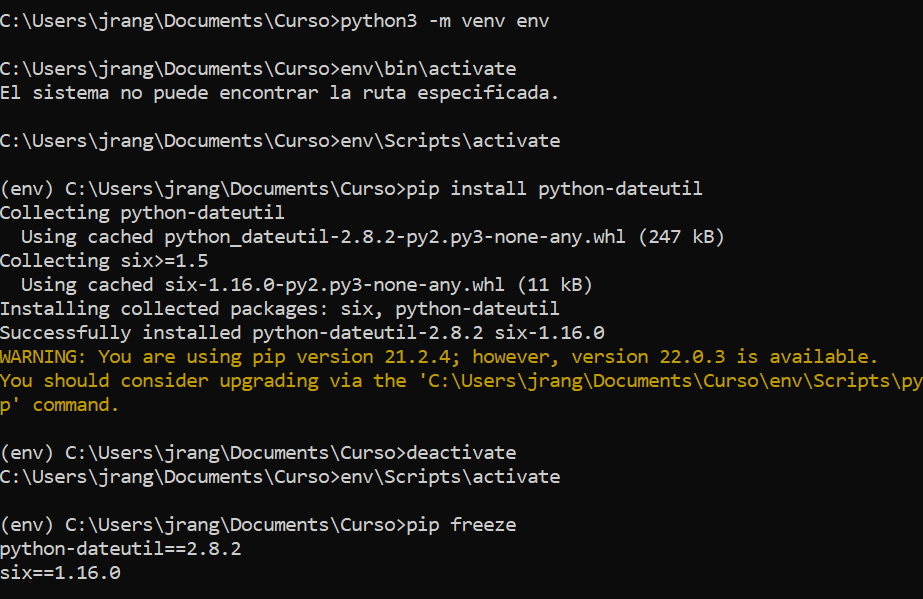 C:\Users\jrang\Documents\Curso>python3 -m venv env
C:\Users\jrang\Documents\Curso>env\bin\activate
El sistema no puede encontrar la ruta especificada.
C:\Users\jrang\Documents\Curso>env\Scripts\activate
(env) C:\Users\jrang\Documents\Curso>pip install python-dateutil
Collecting python-dateutil
  Using cached python_dateutil-2.8.2-py2.py3-none-any.whl (247 kB)
Collecting six>=1.5
  Using cached six-1.16.0-py2.py3-none-any.whl (11 kB)
Installing collected packages: six, python-dateutil
Successfully installed python-dateutil-2.8.2 six-1.16.0
WARNING: You are using pip version 21.2.4; however, version 22.0.3 is available.
You should consider upgrading via the 'C:\Users\jrang\Documents\Curso\env\Scripts\py
p' command.
(env) C:\Users\jrang\Documents\Curso>deactivate
C:\Users\jrang\Documents\Curso>env\Scripts\activate
(env) C:\Users\jrang\Documents\Curso>pip freeze
python-dateutil==2.8.2
six==1.16.0